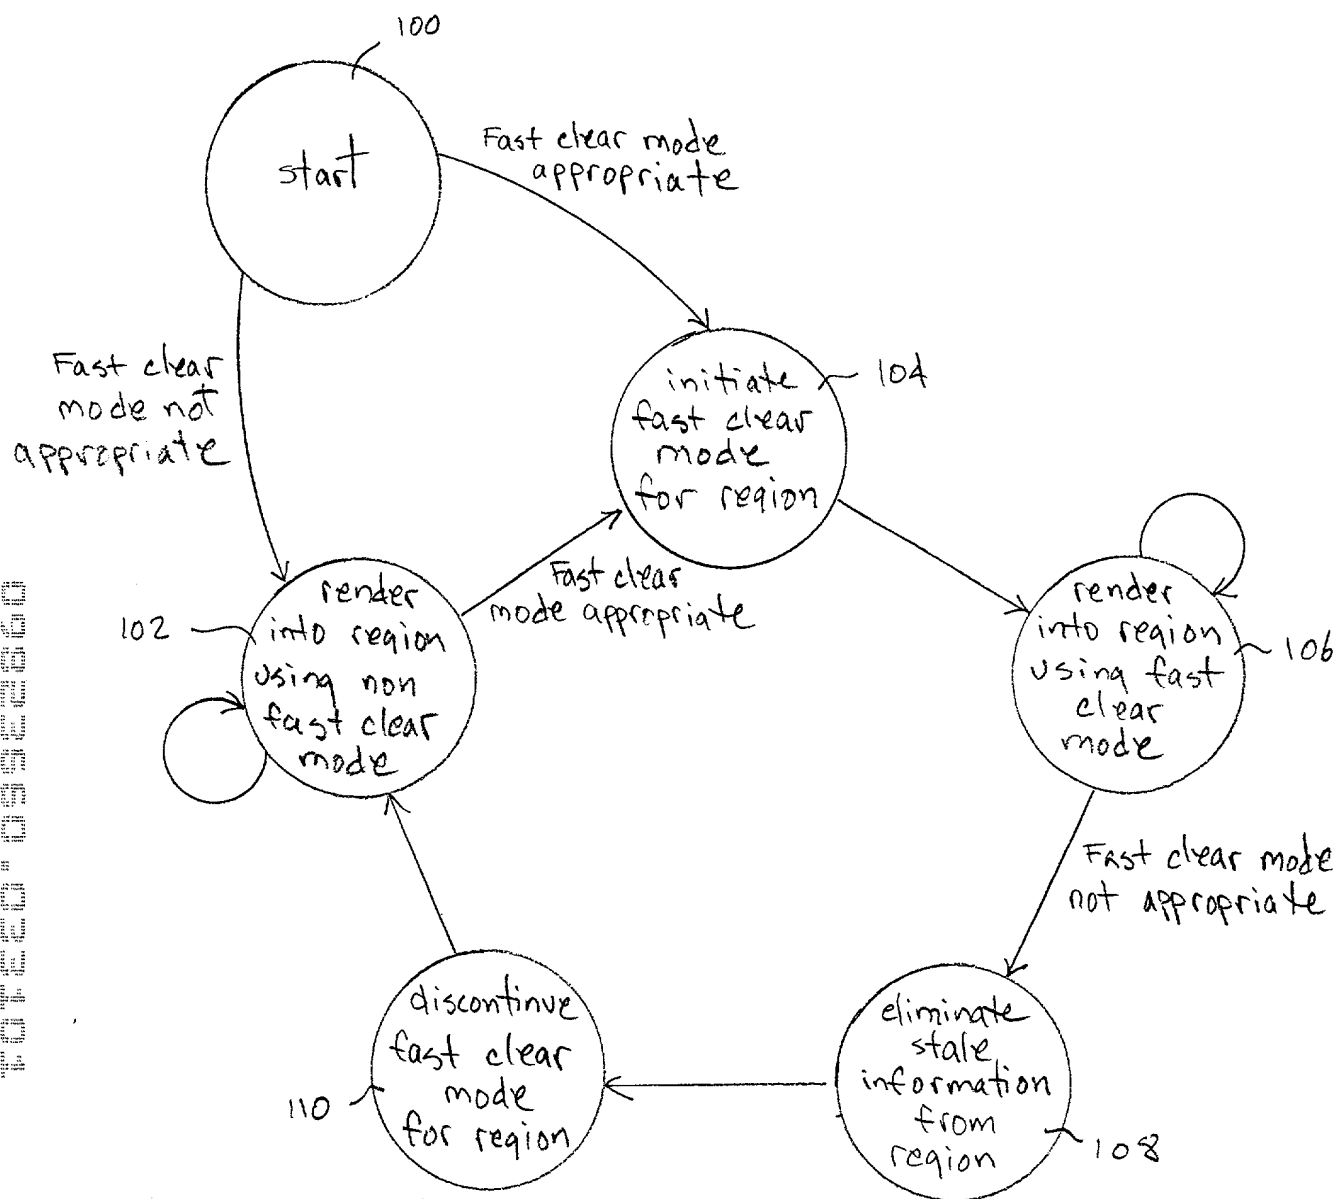 100
start
Fast clear mode
appropriate
Fast clear
mode not
appropriate
initiate
fast clear
mode
for region
104
Fast clear
mode appropriate
render
into region
using non
fast clear
mode
102
render
into region
using fast
clear
mode
106
Fast clear mode
not appropriate
discontinue
fast clear
mode
for region
110
eliminate
stale
information
from
region
108